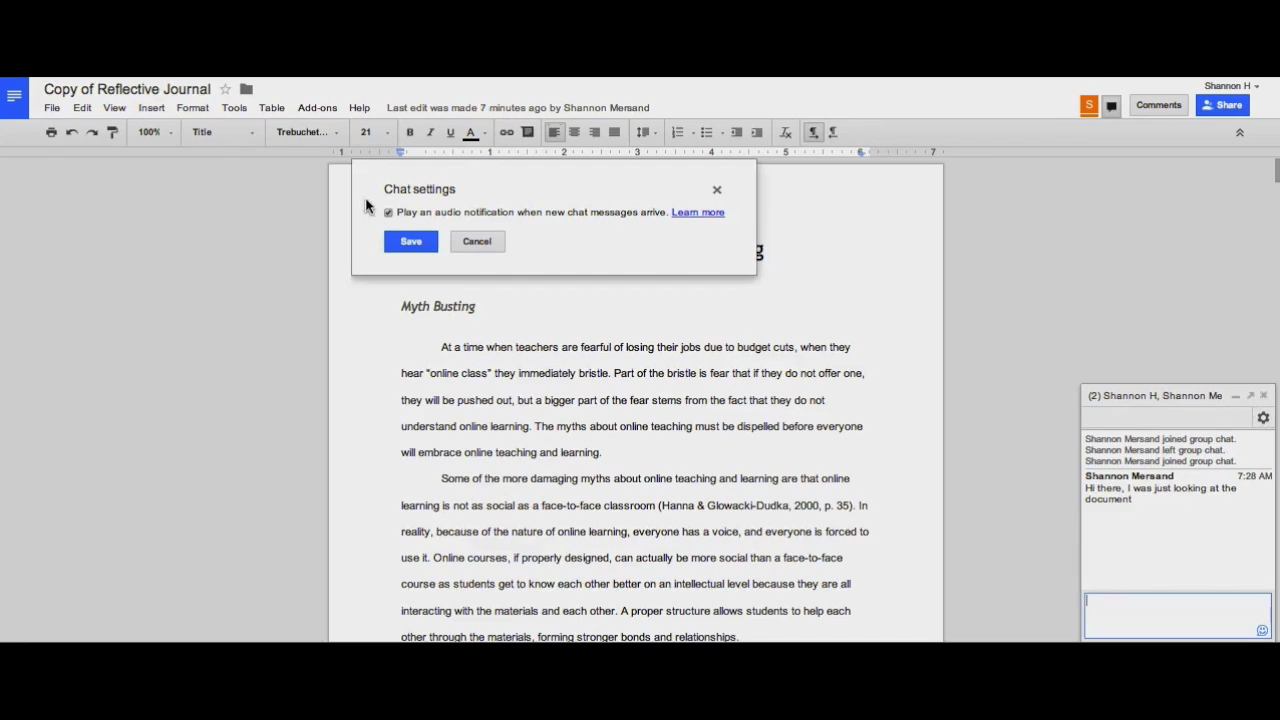 Copy of Reflective Journal
Shannon H
File Edit View Insert Format Tools Table Add-ons Help Last edit was made 7 minutes ago by Shannon Mersand
S Comments Share
100% Title Trebuchet... 21 B I U A
1 1 2 3 4 5 6 7
Chat settings
Play an audio notification when new chat messages arrive. Learn more
Save Cancel
g
Myth Busting
At a time when teachers are fearful of losing their jobs due to budget cuts, when they
hear "online class" they immediately bristle. Part of the bristle is fear that if they do not offer one,
they will be pushed out, but a bigger part of the fear stems from the fact that they do not
understand online learning. The myths about online teaching must be dispelled before everyone
will embrace online teaching and learning.
Some of the more damaging myths about online teaching and learning are that online
learning is not as social as a face-to-face classroom (Hanna & Glowacki-Dudka, 2000, p. 35). In
reality, because of the nature of online learning, everyone has a voice, and everyone is forced to
use it. Online courses, if properly designed, can actually be more social than a face-to-face
course as students get to know each other better on an intellectual level because they are all
interacting with the materials and each other. A proper structure allows students to help each
other through the materials, forming stronger bonds and relationships.
(2) Shannon H, Shannon Me
Shannon Mersand joined group chat.
Shannon Mersand left group chat.
Shannon Mersand joined group chat.
Shannon Mersand 7:28 AM
Hi there, I was just looking at the
document